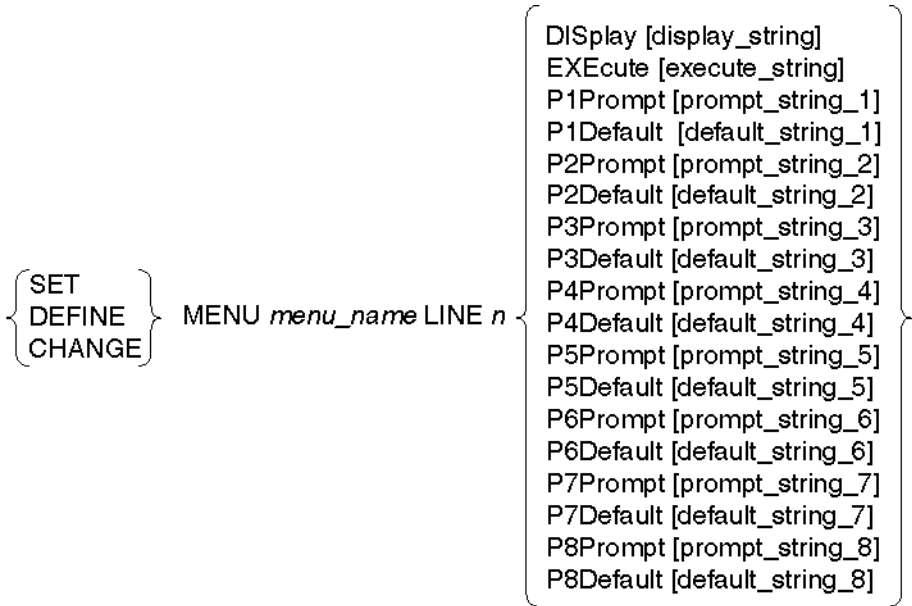 SET
DEFINE
CHANGE
MENU menu_name LINE n
DISplay [display_string]
EXEcute [execute_string]
P1Prompt [prompt_string_1]
P1Default [default_string_1]
P2Prompt [prompt_string_2]
P2Default [default_string_2]
P3Prompt [prompt_string_3]
P3Default [default_string_3]
P4Prompt [prompt_string_4]
P4Default [default_string_4]
P5Prompt [prompt_string_5]
P5Default [default_string_5]
P6Prompt [prompt_string_6]
P6Default [default_string_6]
P7Prompt [prompt_string_7]
P7Default [default_string_7]
P8Prompt [prompt_string_8]
P8Default [default_string_8]